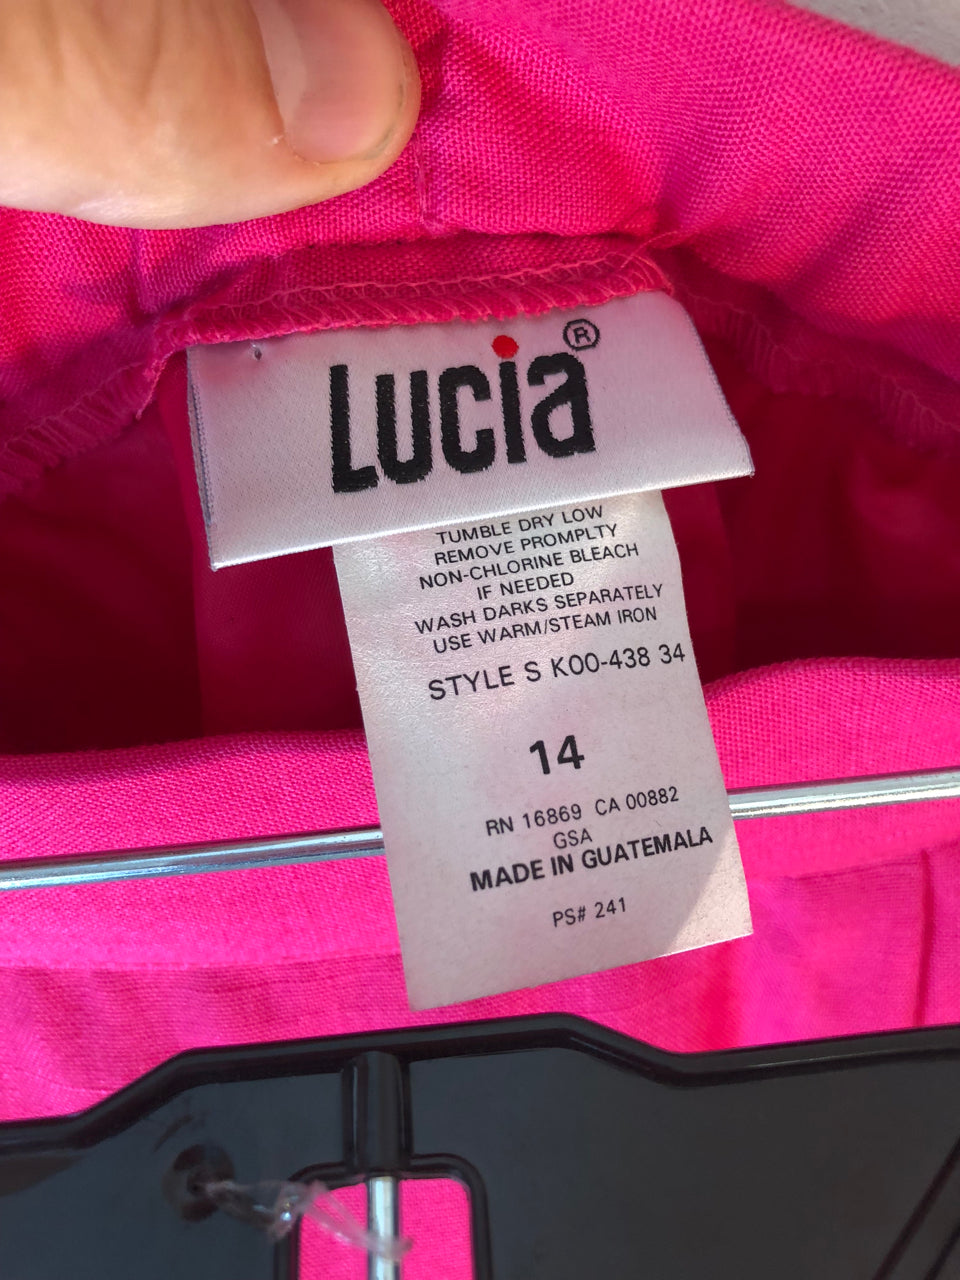 Lucia®
TUMBLE DRY LOW
REMOVE PROMPLTY
NON-CHLORINE BLEACH
IF NEEDED
WASH DARKS SEPARATELY
USE WARM/STEAM IRON
STYLE S K00-438 34
14
RN 16869 CA 00882
GSA
MADE IN GUATEMALA
PS# 241